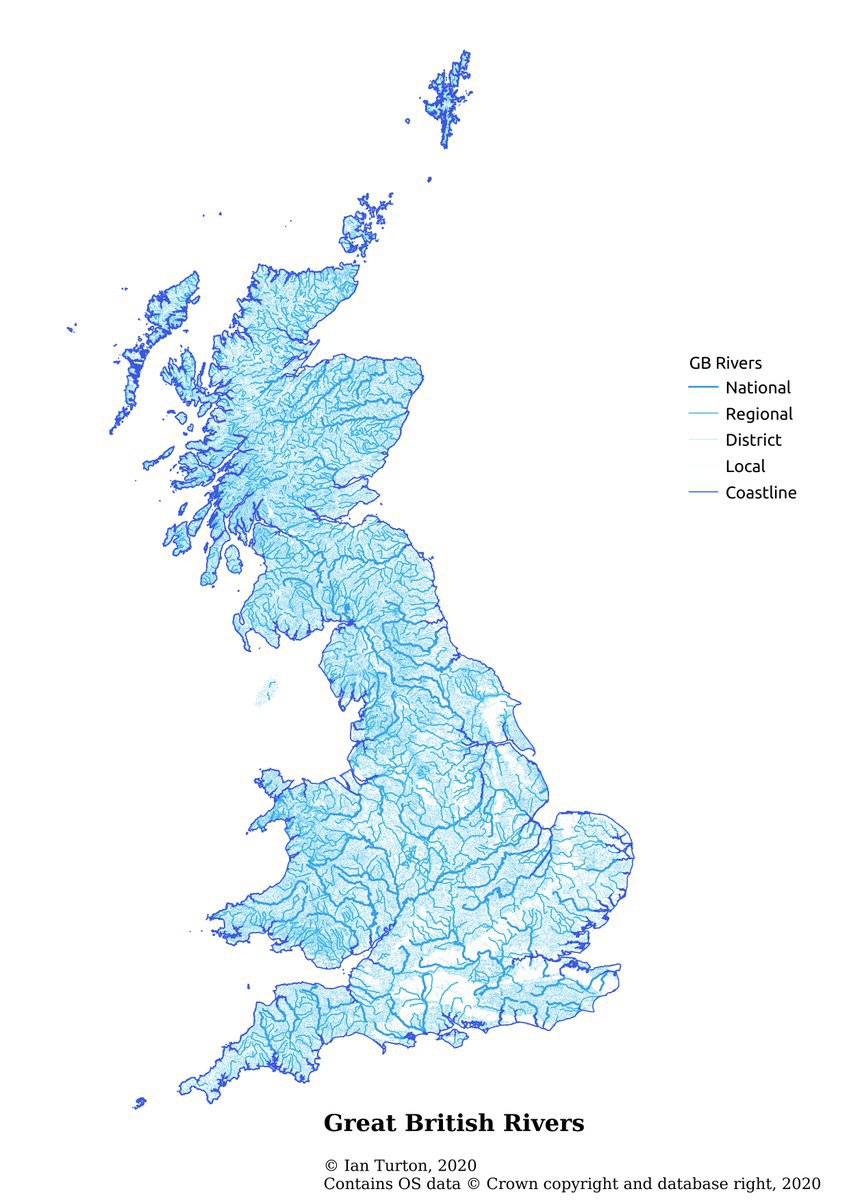 GB Rivers
National
Regional
District
Local
Coastline
Great British Rivers
© Ian Turton, 2020
Contains OS data © Crown copyright and database right, 2020